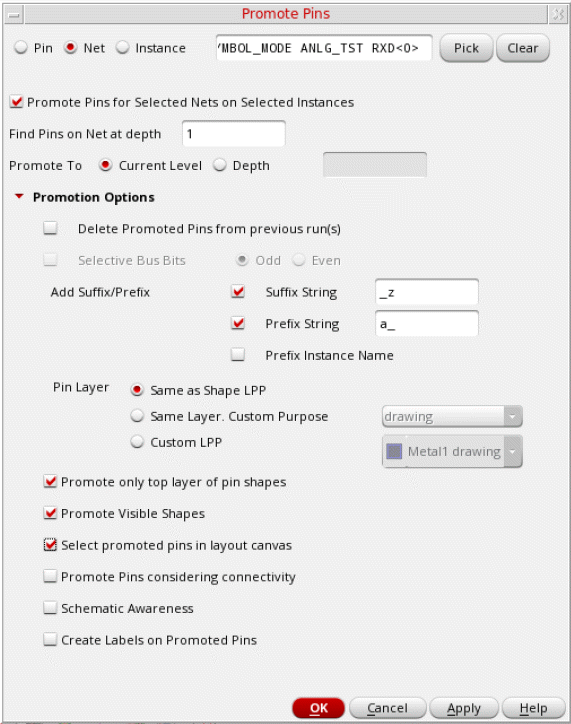 Promote Pins
Pin Net Instance YMBOL_MODE ANLG_TST RXD<0> Pick Clear
Promote Pins for Selected Nets on Selected Instances
Find Pins on Net at depth 1
Promote To Current Level Depth
Promotion Options
Delete Promoted Pins from previous run(s)
Selective Bus Bits Odd Even
Add Suffix/Prefix Suffix String _z
Prefix String a_
Prefix Instance Name
Pin Layer Same as Shape LPP
Same Layer. Custom Purpose drawing
Custom LPP Metal1 drawing
Promote only top layer of pin shapes
Promote Visible Shapes
Select promoted pins in layout canvas
Promote Pins considering connectivity
Schematic Awareness
Create Labels on Promoted Pins
OK Cancel Apply Help